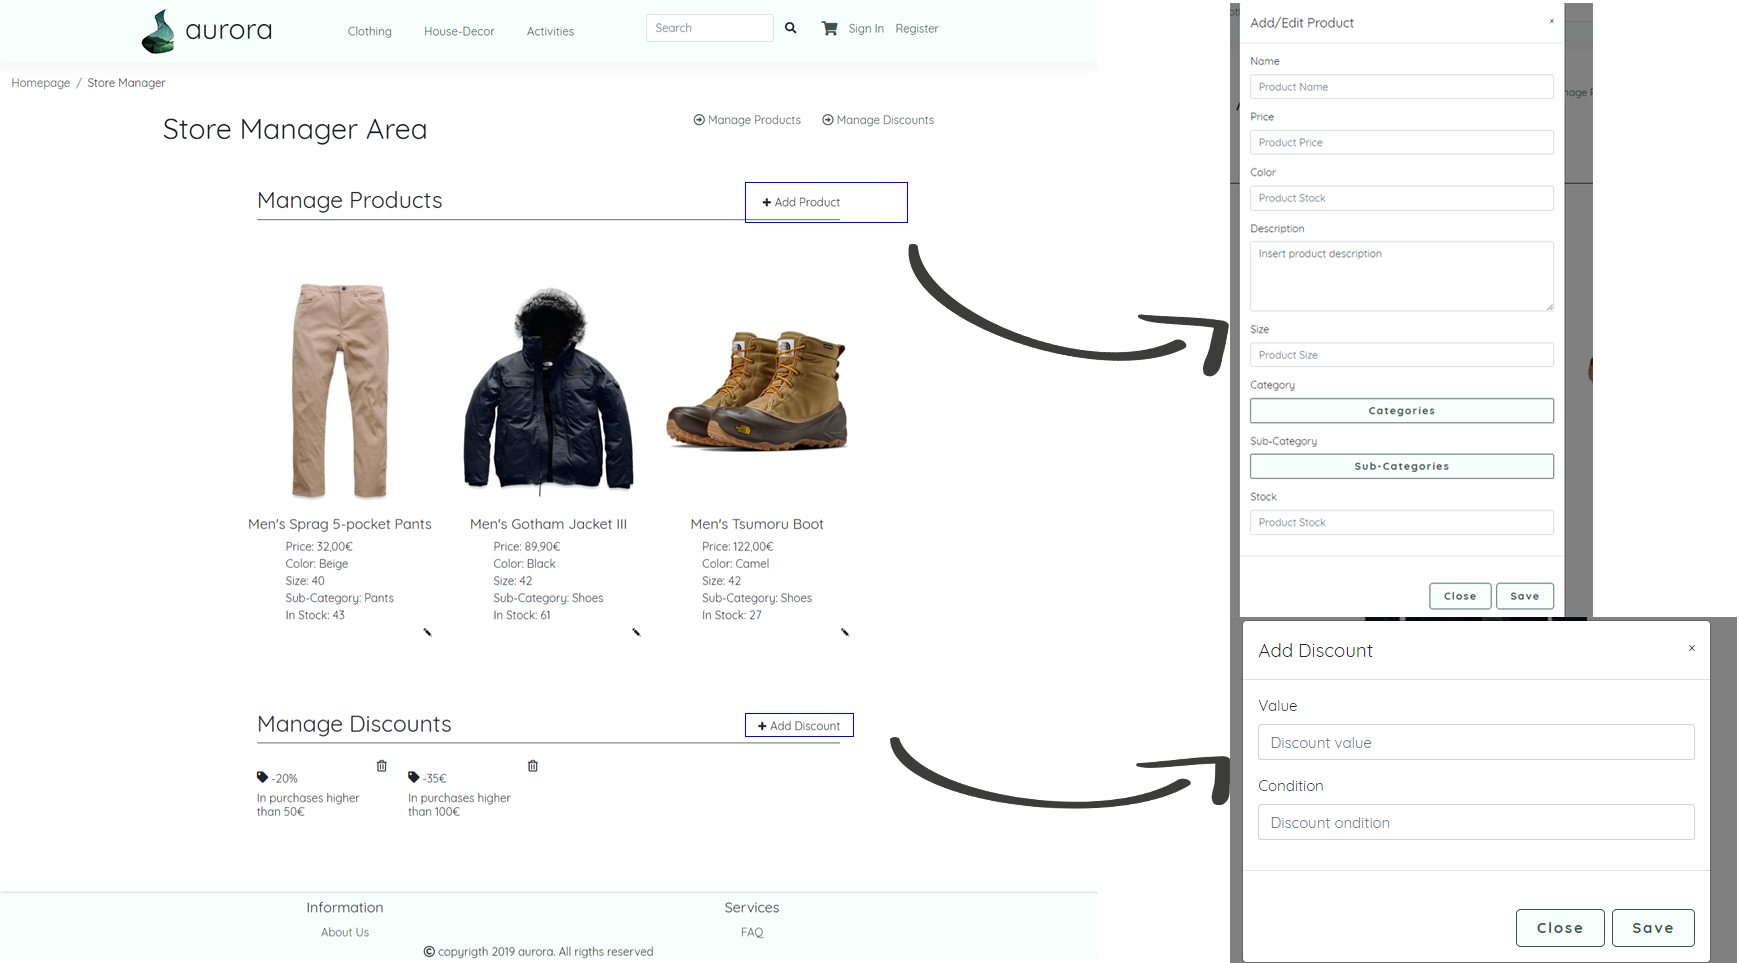 aurora
Clothing House-Decor Activities
Search
Sign In Register
Homepage / Store Manager
Store Manager Area
Manage Products Manage Discounts
Manage Products
Add Product
Men's Sprag 5-pocket Pants
Price: 32,00€
Color: Beige
Size: 40
Sub-Category: Pants
In Stock: 43
Men's Gotham Jacket III
Price: 89,90€
Color: Black
Size: 42
Sub-Category: Shoes
In Stock: 61
Men's Tsumoru Boot
Price: 122,00€
Color: Camel
Size: 42
Sub-Category: Shoes
In Stock: 27
Manage Discounts
Add Discount
-20%
In purchases higher
than 50€
-35€
In purchases higher
than 100€
Information
About Us
Services
FAQ
© copyrigth 2019 aurora. All rigths reserved
Add/Edit Product
×
Name
Product Name
Price
Product Price
Color
Product Stock
Description
Insert product description
Size
Product Size
Category
Categories
Sub-Category
Sub-Categories
Stock
Product Stock
Close Save
Add Discount
×
Value
Discount value
Condition
Discount ondition
Close Save